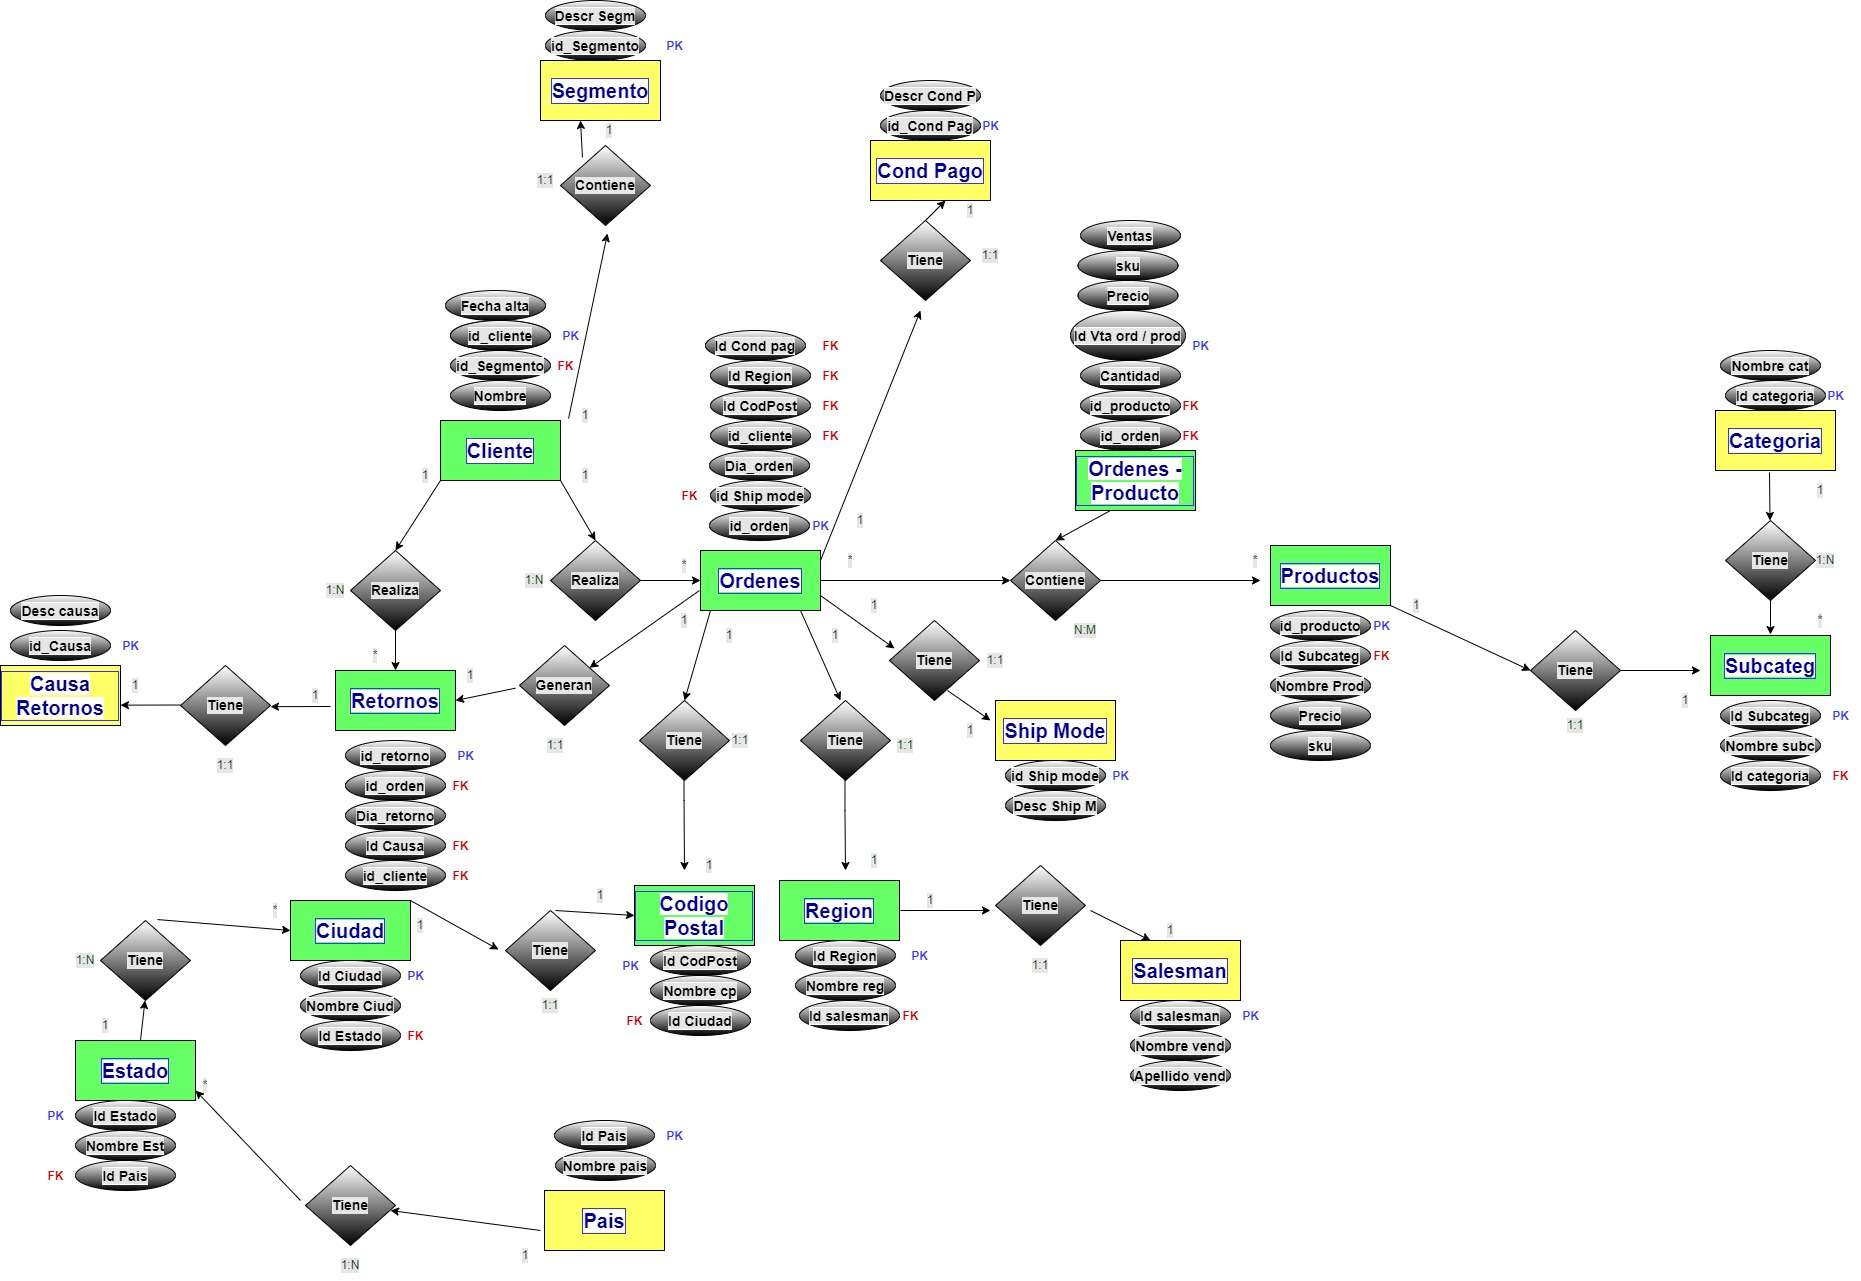 Descr Segm
id_Segmento PK
Segmento
1
1:1 Contiene
Descr Cond P
id_Cond Pag PK
Cond Pago
1
Tiene 1:1
Ventas
sku
Precio
Id Vta ord / prod PK
Cantidad
id_producto FK
id_orden FK
Ordenes -
Producto
Fecha alta
id_cliente PK
id_Segmento FK
Nombre
1
Cliente
1
1
Id Cond pag FK
Id Region FK
Id CodPost FK
id_cliente FK
Dia_orden
FK id Ship mode
id_orden PK
1
Nombre cat
Id categoria PK
Categoria
1
Tiene 1:N
*
1:N Realiza
*
1:N Realiza
*
Ordenes
*
Contiene
N:M
*
Productos
id_producto PK
Id Subcateg FK
Nombre Prod
Precio
sku
1
Tiene
1:1
1
Subcateg
Id Subcateg PK
Nombre subc
Id categoria FK
Desc causa
id_Causa PK
Causa
Retornos
1
Tiene
1:1
1
Retornos
1
Generan
1:1
1
id_retorno PK
id_orden FK
Dia_retorno
Id Causa FK
id_cliente FK
1
Tiene 1:1
1
1
Tiene 1:1
1
1
Tiene 1:1
1
Ship Mode
id Ship mode PK
Desc Ship M
1:N Tiene
*
Ciudad
1
Id Ciudad PK
Nombre Ciud
Id Estado FK
Tiene
1:1
1
Codigo
Postal
PK Id CodPost
Nombre cp
FK Id Ciudad
Region
1
Id Region PK
Nombre reg
Id salesman FK
Tiene
1:1
1
Salesman
Id salesman PK
Nombre vend
Apellido vend
1
Estado
*
PK Id Estado
Nombre Est
FK Id Pais
Tiene
1:N
1
Id Pais PK
Nombre pais
Pais